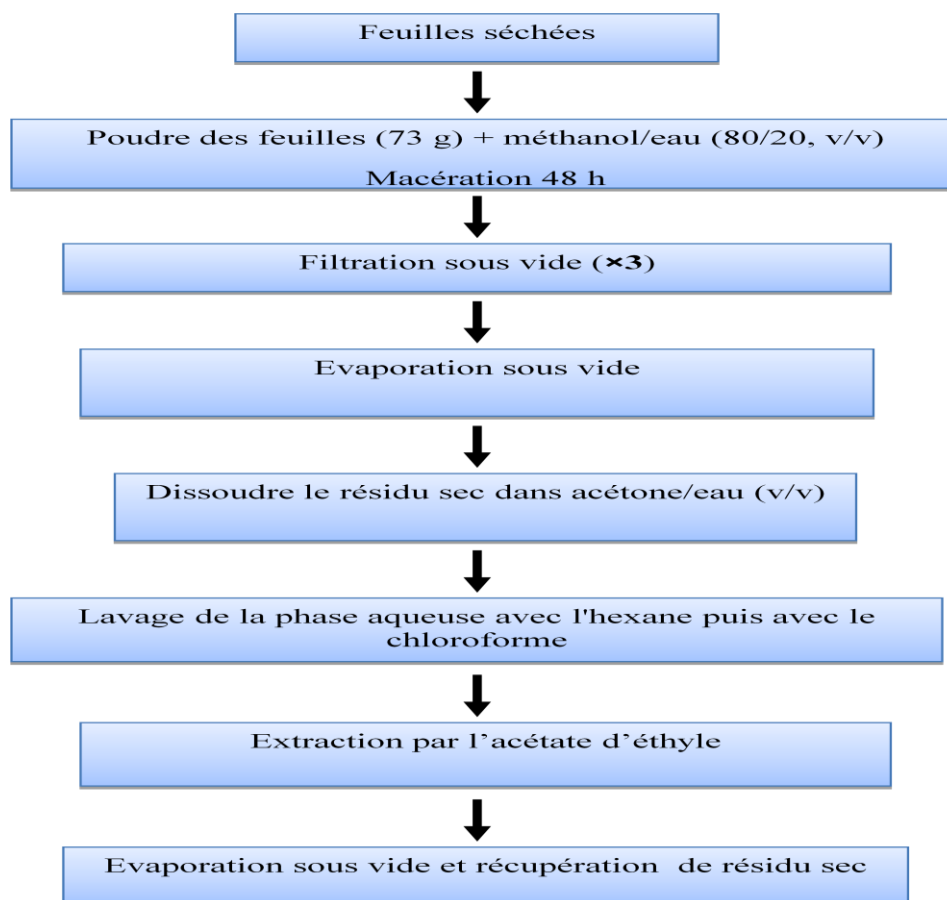 Feuilles séchées
Poudre des feuilles (73 g) + méthanol/eau (80/20, v/v)
Macération 48 h
Filtration sous vide (×3)
Evaporation sous vide
Dissoudre le résidu sec dans acétone/eau (v/v)
Lavage de la phase aqueuse avec l'hexane puis avec le
chloroforme
Extraction par l’acétate d’éthyle
Evaporation sous vide et récupération de résidu sec